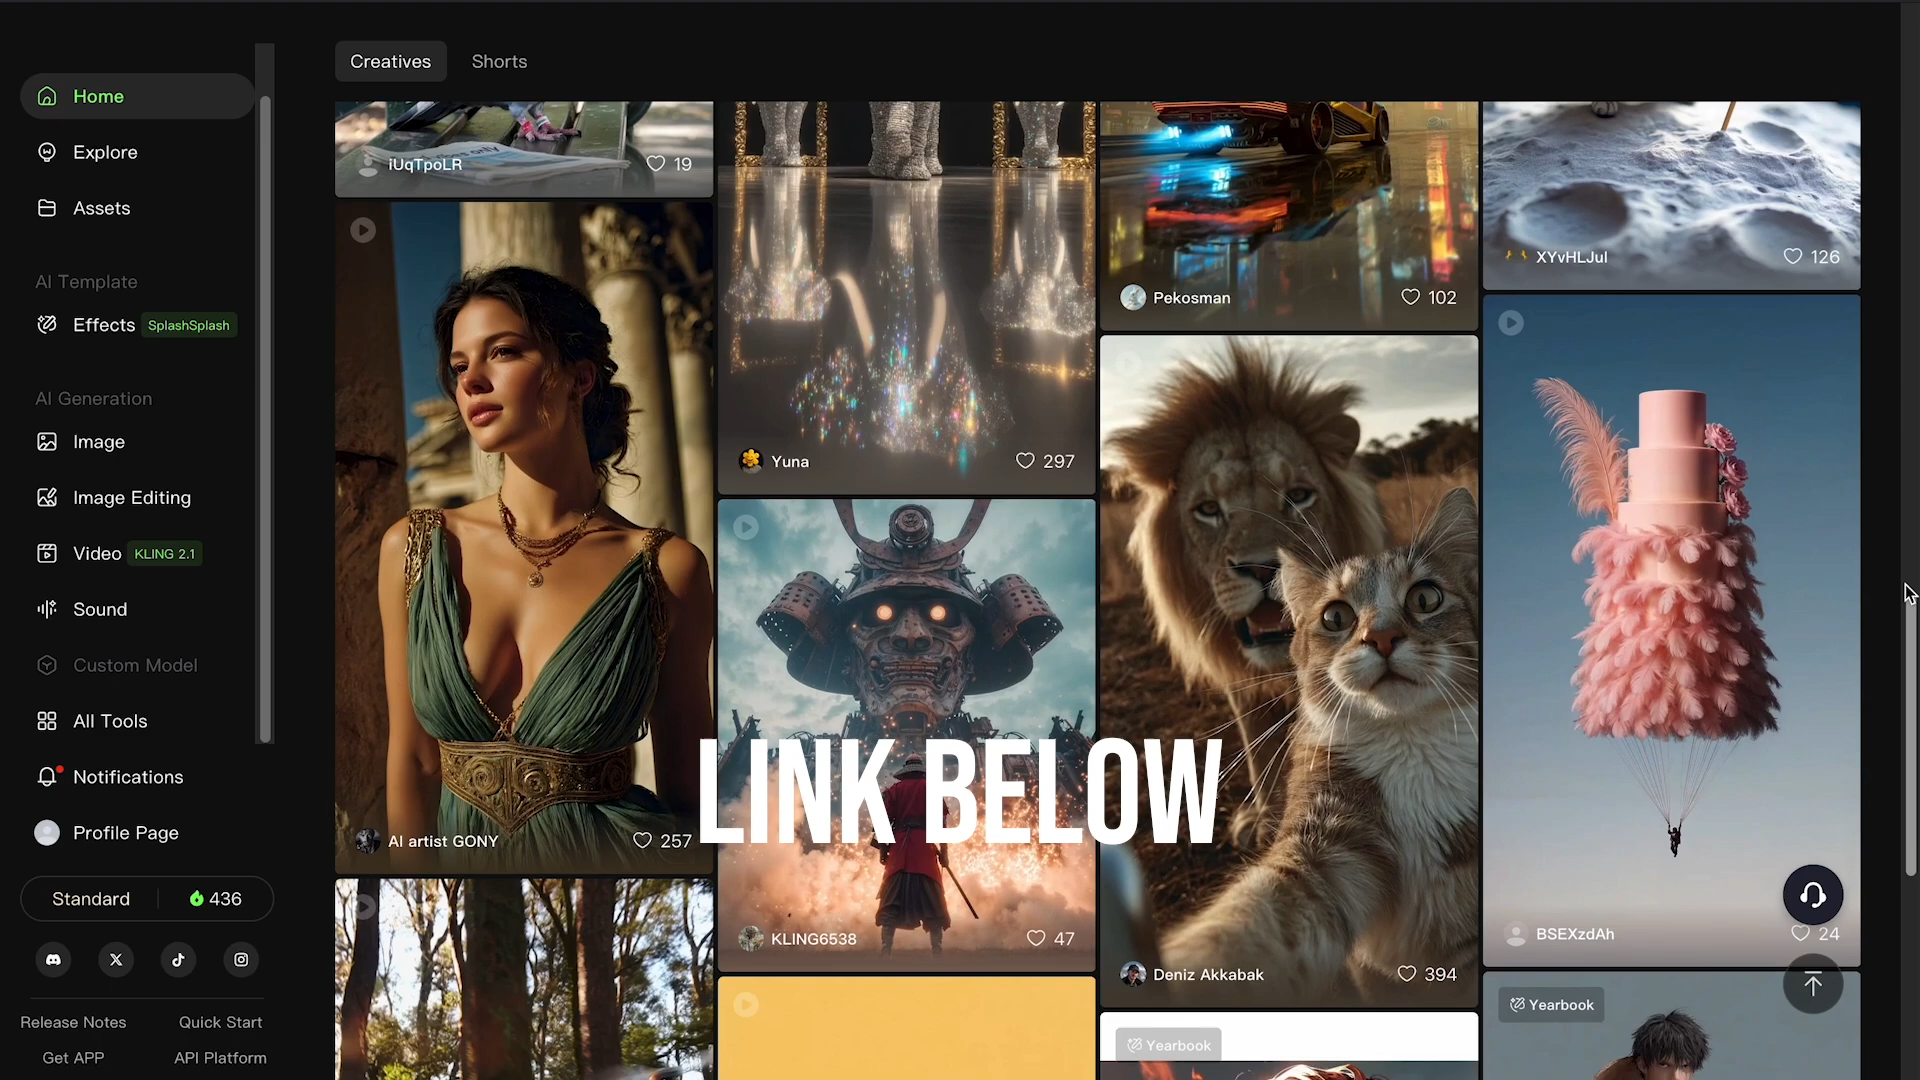 Home
Explore
Assets
AI Template
Effects SplashSplash
AI Generation
Image
Image Editing
Video KLING 2.1
Sound
Custom Model
All Tools
Notifications
Profile Page
Standard 436
Release Notes Quick Start
Get APP API Platform
Creatives Shorts
iUqTpoLR 19
AI artist GONY 257
Yuna 297
KLING6538 47
Pekosman 102
Deniz Akkabak 394
Yearbook
XYvHLJul 126
BSEXzdAh 24
Yearbook
LINK BELOW